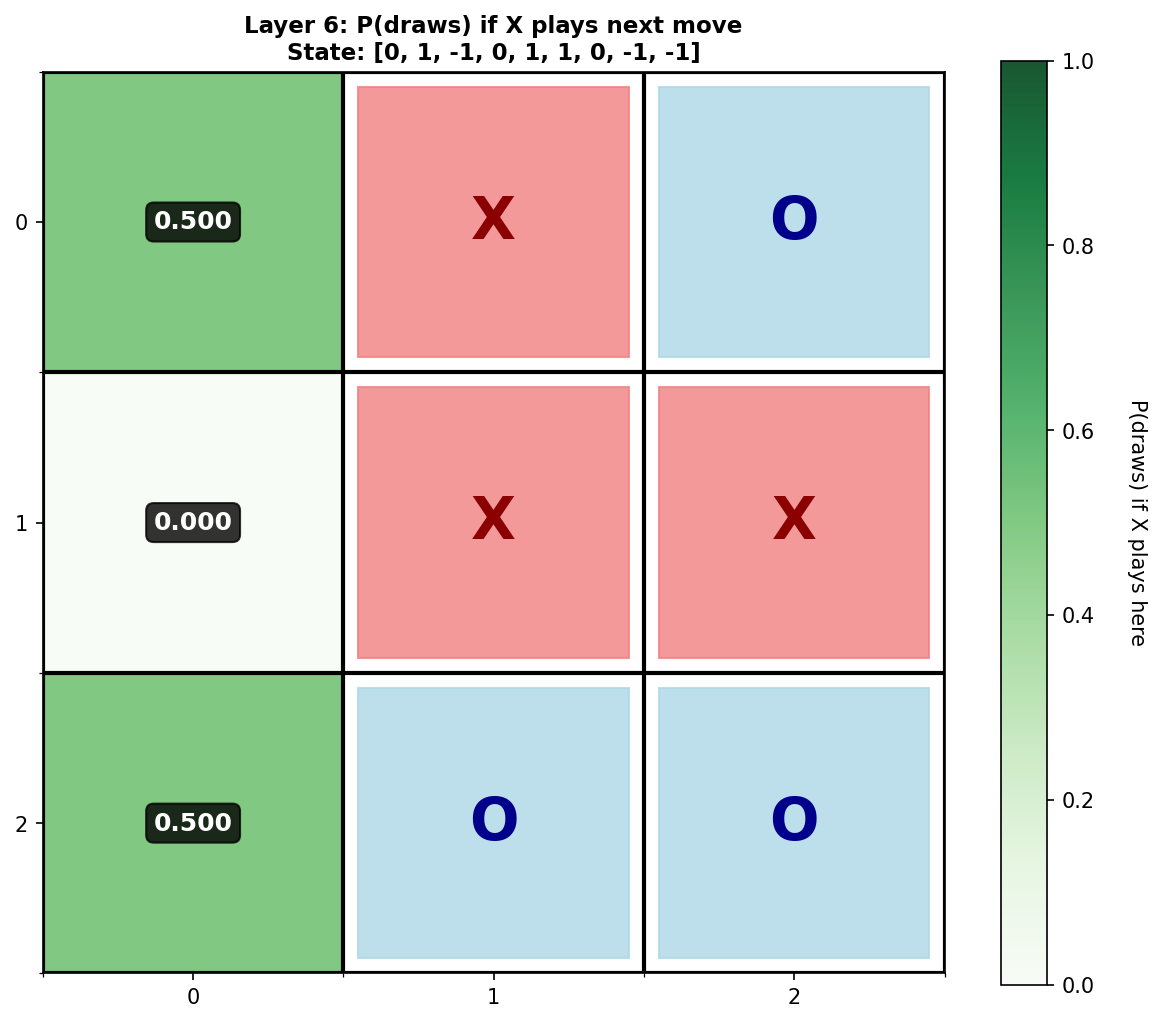 Layer 6: P(draws) if X plays next move
State: [0, 1, -1, 0, 1, 1, 0, -1, -1]
1.0
0.8
0.6
0.4
0.2
0.0
P(draws) if X plays here
0 0.500 X O
1 0.000 X X
2 0.500 O O
0 1 2